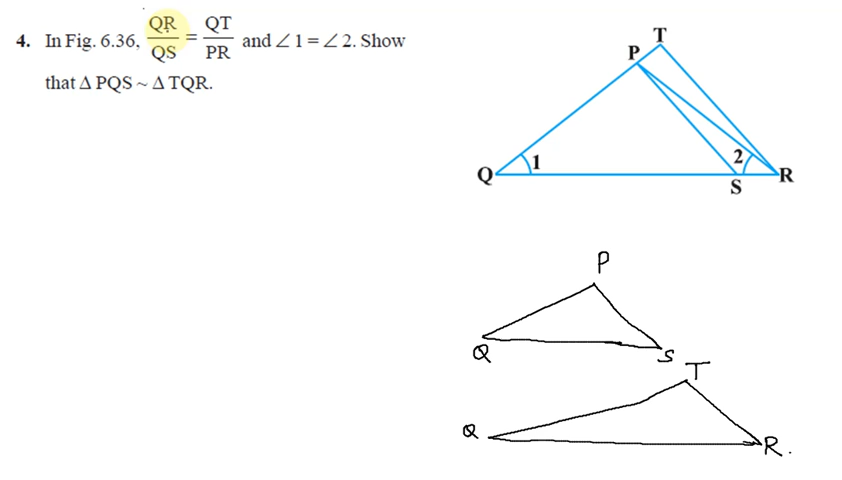 4. In Fig. 6.36, QR/QS = QT/PR and ∠1 = ∠2. Show
that Δ PQS ~ Δ TQR.
T
P
1
2
Q
S
R
P
Q
S
T
Q
R.